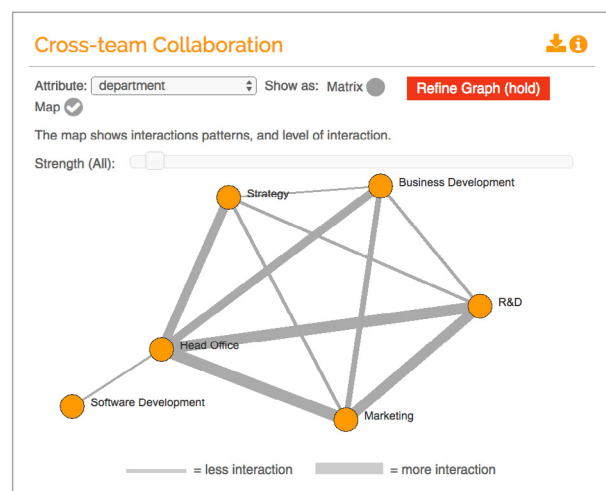 Cross-team Collaboration
Attribute: department Show as: Matrix Refine Graph (hold)
Map
The map shows interactions patterns, and level of interaction.
Strength (All):
Business Development
Strategy
R&D
Head Office
Software Development
Marketing
= less interaction = more interaction